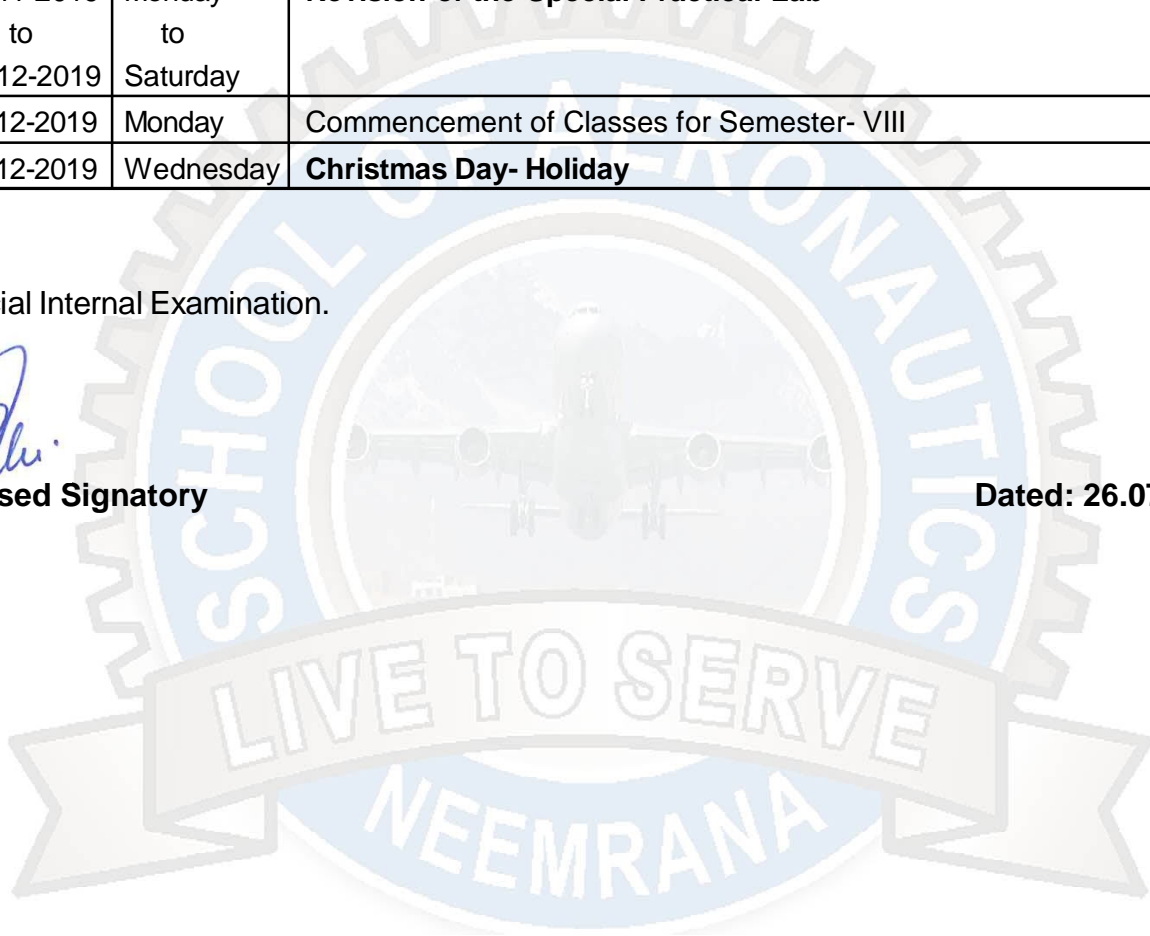 to to
12-2019 Saturday
12-2019 Monday Commencement of Classes for Semester- VIII
12-2019 Wednesday Christmas Day- Holiday
cial Internal Examination.
sed Signatory Dated: 26.07
SCHOOL OF AERONAUTICS
LIVE TO SERVE
NEEMRANA